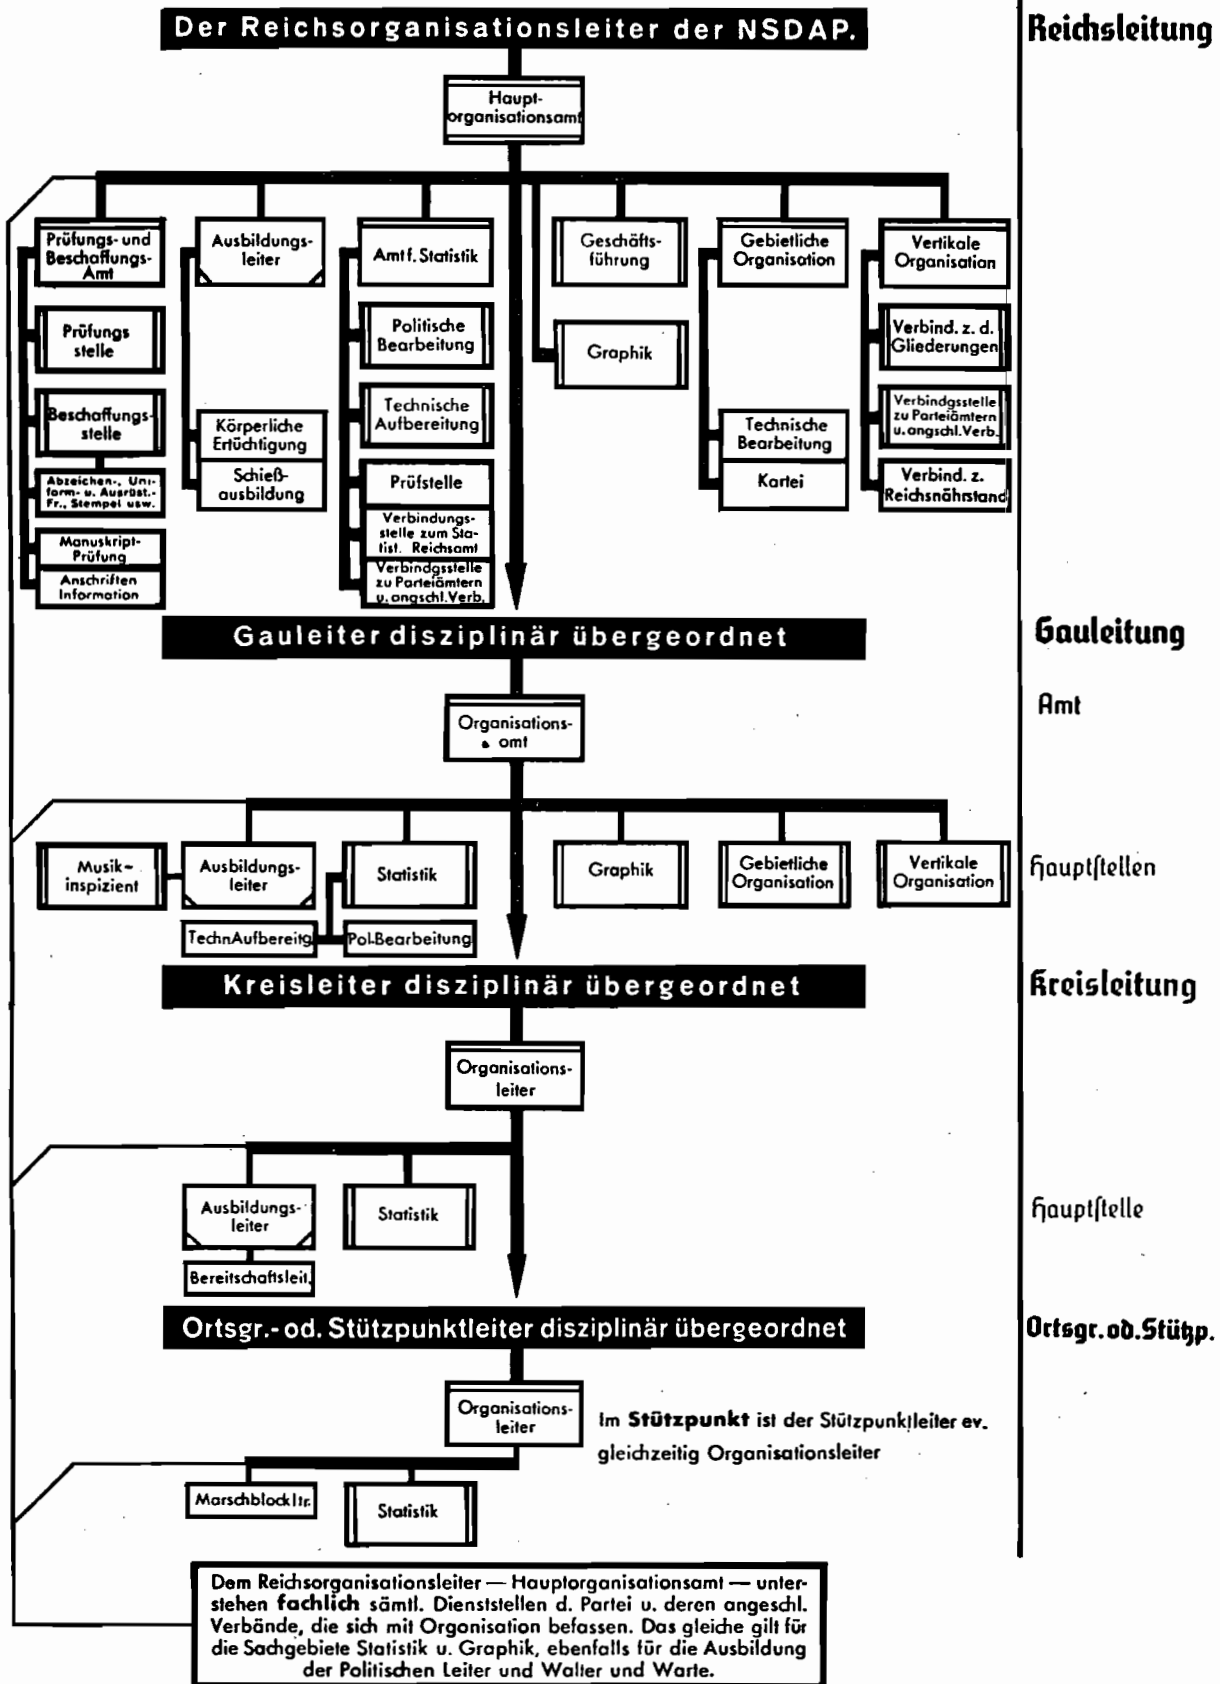 Der Reichsorganisationsleiter der NSDAP.
Reichsleitung
Haupt-
organisationsamt
Prüfungs- und
Beschaffungs-
Amt
Prüfungs
stelle
Beschaffungs-
stelle
Abzeichen-, Uni-
form- u. Ausrüst.-
Fr., Stempel usw.
Manuskript-
Prüfung
Anschriften
Information
Ausbildungs-
leiter
Körperliche
Ertüchtigung
Schieß-
ausbildung
Amt f. Statistik
Politische
Bearbeitung
Technische
Aufbereitung
Prüfstelle
Verbindungs-
stelle zum Sta-
tist. Reichsamt
Verbindgsstelle
zu Parteiämtern
u. angschl. Verb.
Geschäfts-
führung
Graphik
Gebietliche
Organisation
Technische
Bearbeitung
Kartei
Vertikale
Organisation
Verbind. z. d.
Gliederungen
Verbindgsstelle
zu Parteiämtern
u. angschl. Verb.
Verbind. z.
Reichsnährstand
Gauleiter disziplinär übergeordnet
Gauleitung
Organisations-
amt
Amt
Musik-
inspizient
Ausbildungs-
leiter
Statistik
Graphik
Gebietliche
Organisation
Vertikale
Organisation
Hauptſtellen
Techn Aufbereitg.
Pol-Bearbeitung
Kreisleiter disziplinär übergeordnet
Kreisleitung
Organisations-
leiter
Ausbildungs-
leiter
Statistik
Hauptſtelle
Bereitschaftsleit.
Ortsgr.- od. Stützpunktleiter disziplinär übergeordnet
Ortsgr. od. Stützp.
Organisations-
leiter
Im Stützpunkt ist der Stützpunktleiter ev.
gleichzeitig Organisationsleiter
Marschblockltr.
Statistik
Dem Reichsorganisationsleiter — Hauptorganisationsamt — unter-
stehen fachlich sämtl. Dienststellen d. Partei u. deren angeschl.
Verbände, die sich mit Organisation befassen. Das gleiche gilt für
die Sachgebiete Statistik u. Graphik, ebenfalls für die Ausbildung
der Politischen Leiter und Walter und Warte.